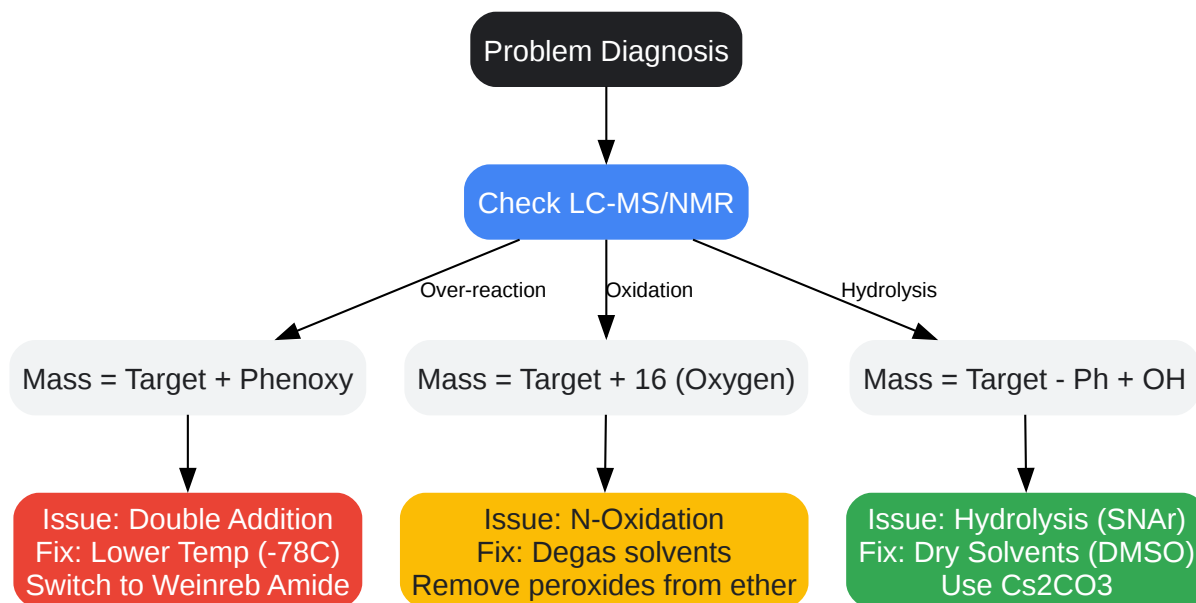 Problem Diagnosis
Check LC-MS/NMR
Over-reaction
Oxidation
Hydrolysis
Mass = Target + Phenoxy
Mass = Target + 16 (Oxygen)
Mass = Target - Ph + OH
Issue: Double Addition
Fix: Lower Temp (-78C)
Switch to Weinreb Amide
Issue: N-Oxidation
Fix: Degas solvents
Remove peroxides from ether
Issue: Hydrolysis (SNAr)
Fix: Dry Solvents (DMSO)
Use Cs2CO3